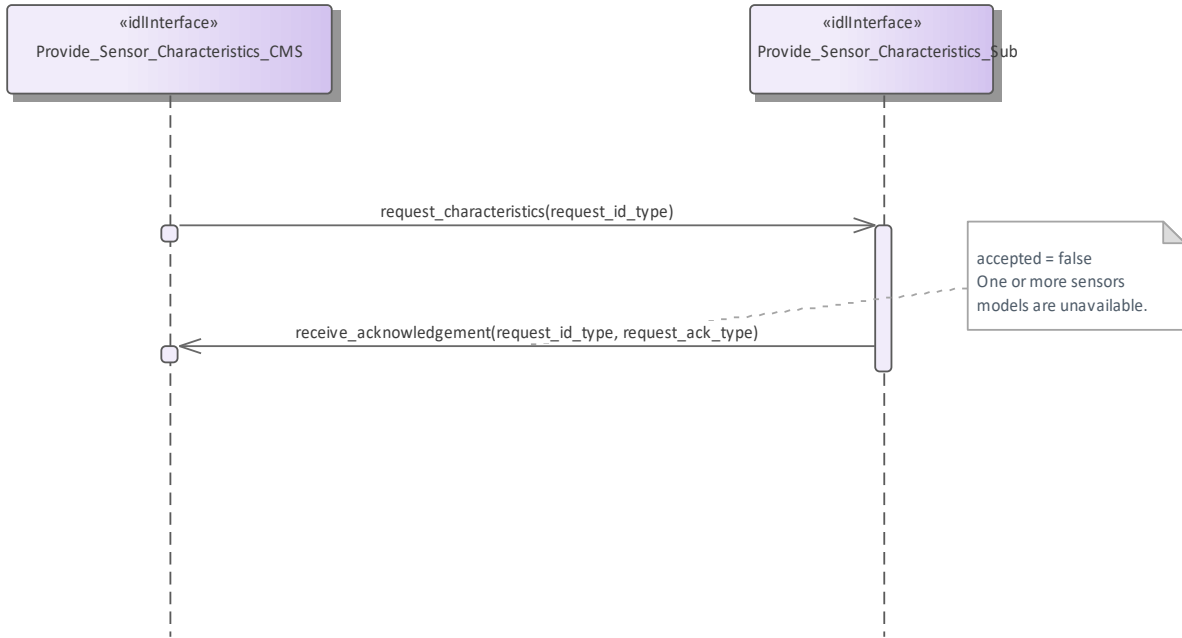 «idlInterface»
Provide_Sensor_Characteristics_CMS
«idlInterface»
Provide_Sensor_Characteristics_Sub
request_characteristics(request_id_type)
accepted = false
One or more sensors
models are unavailable.
receive_acknowledgement(request_id_type, request_ack_type)